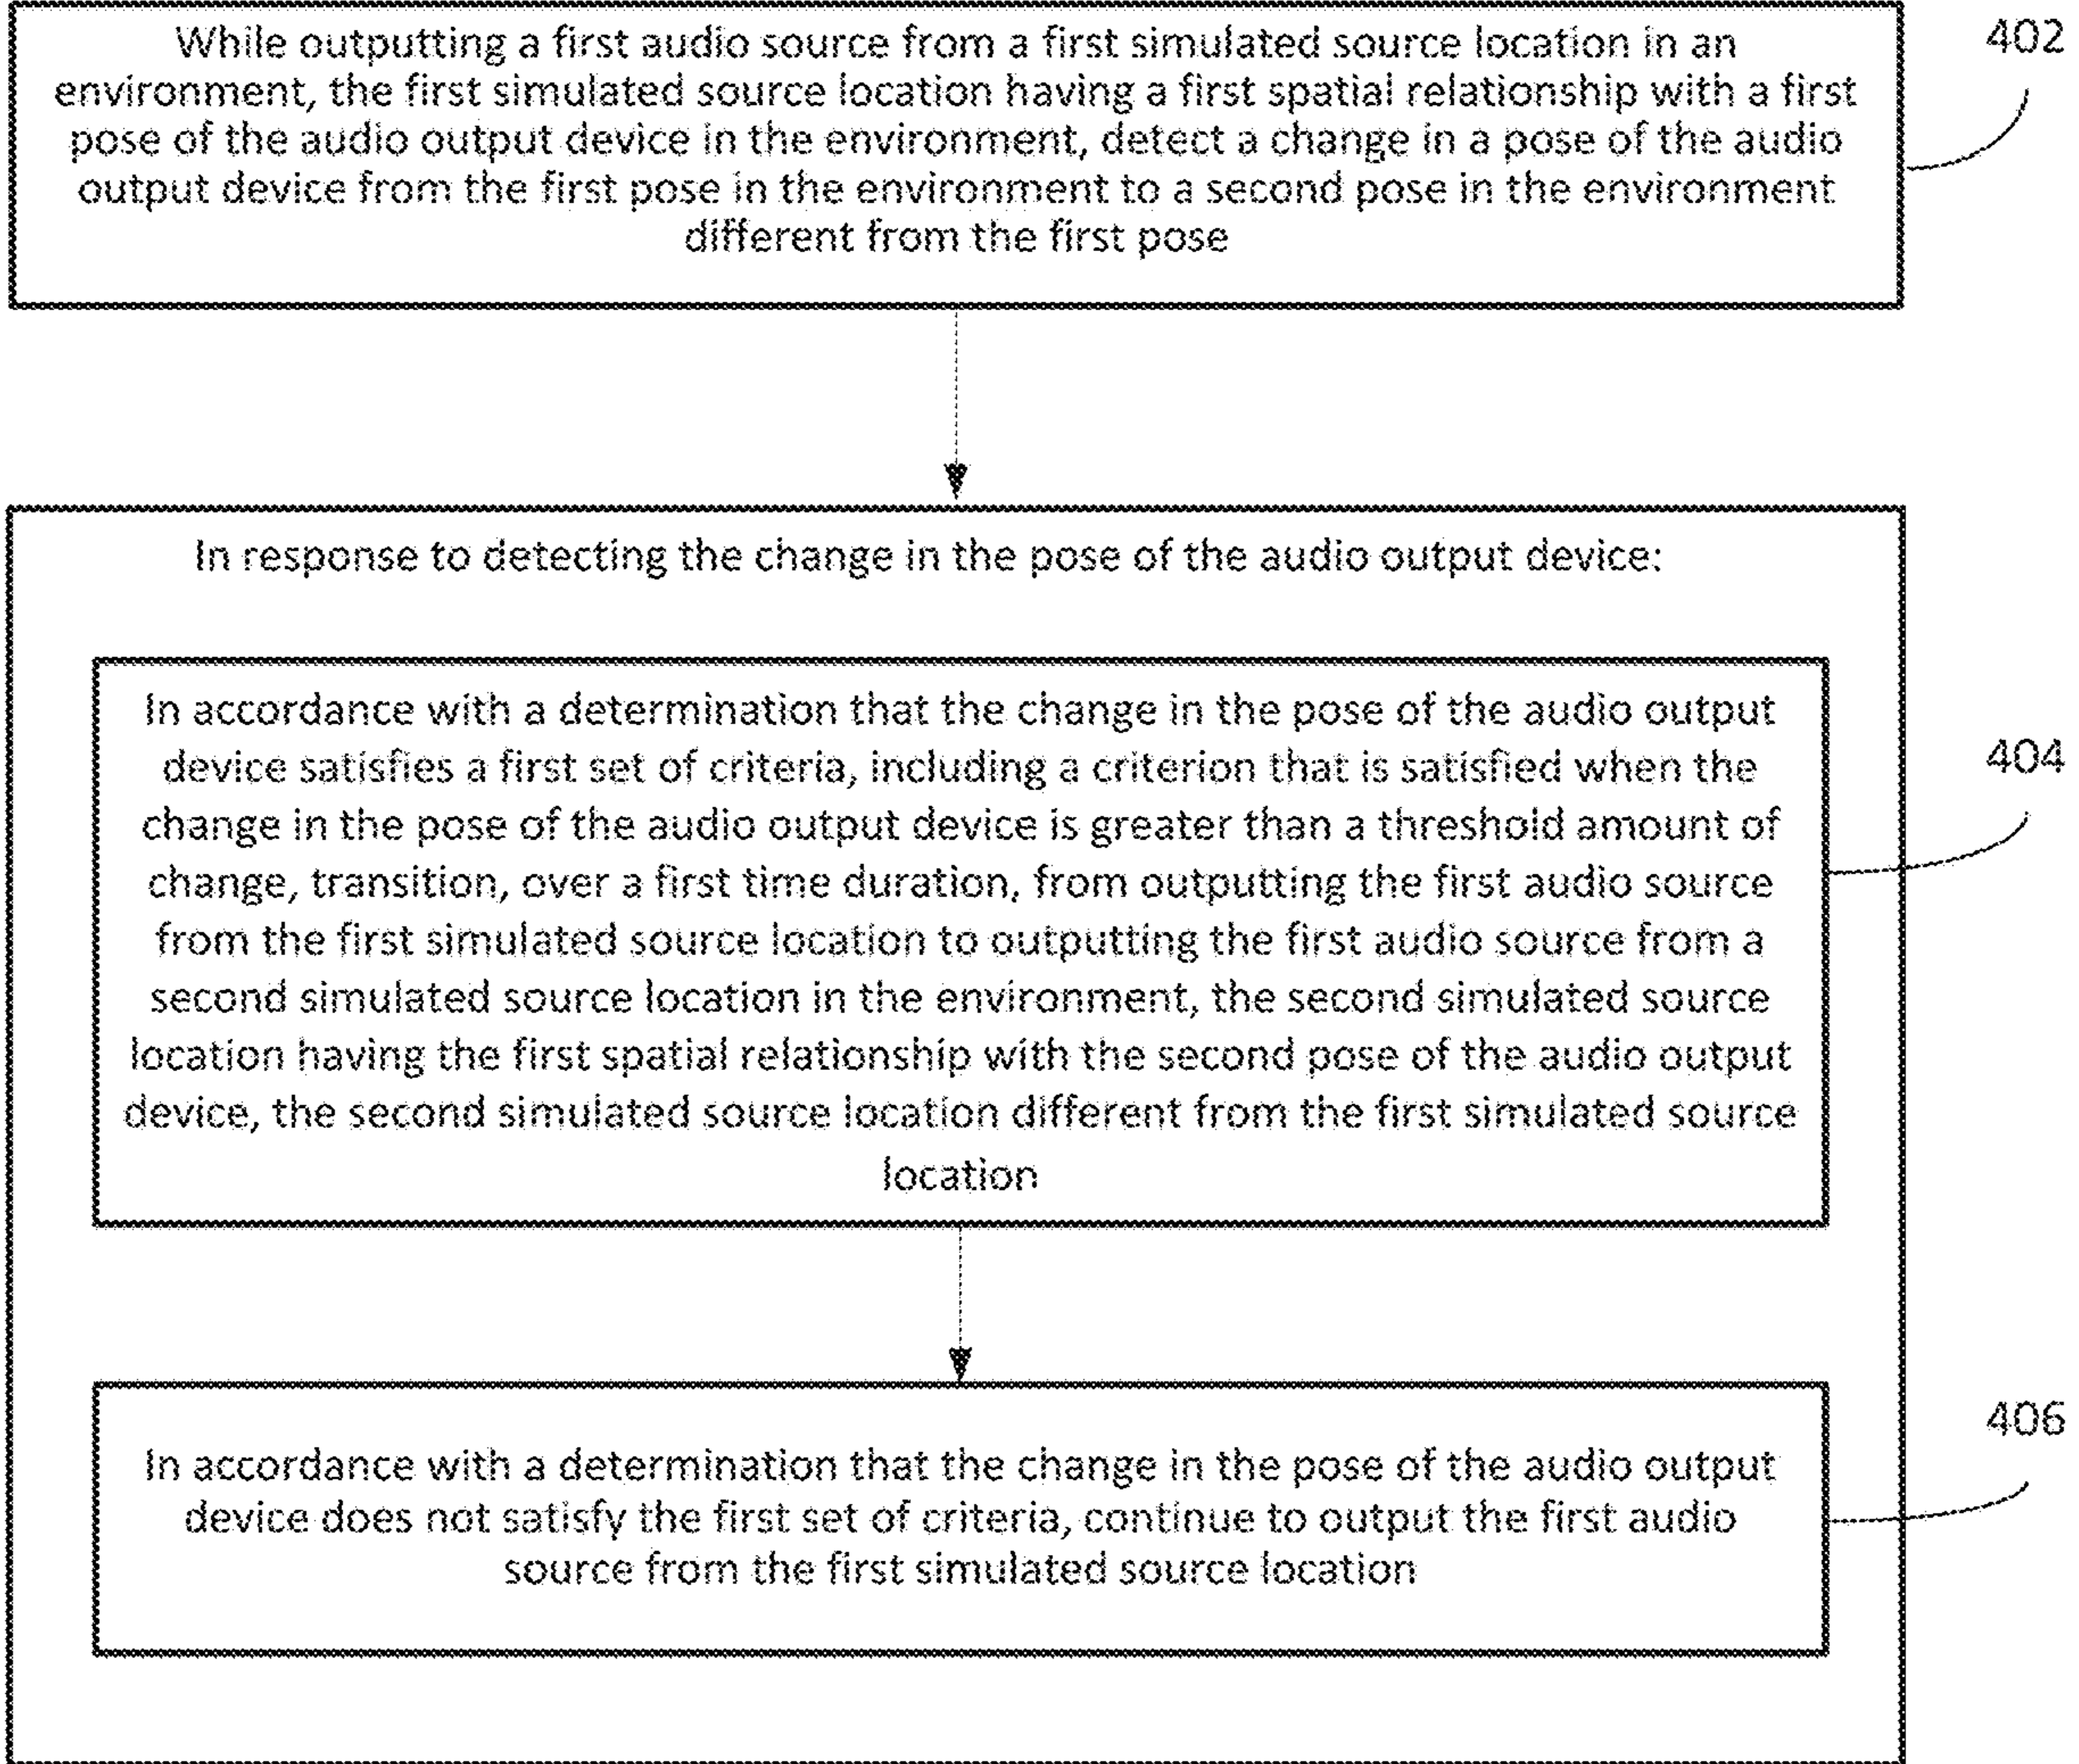 While outputting a first audio source from a first simulated source location in an
402
environment, the first simulated source location having a first spatial relationship with a first
pose of the audio output device in the environment, detect a change in a pose of the audio
output device from the first pose in the environment to a second pose in the environment
different from the first pose
In response to detecting the change in the pose of the audio output device:
In accordance with a determination that the change in the pose of the audio output
device satisfies a first set of criteria, including a criterion that is satisfied when the
404
change in the pose of the audio output device is greater than a threshold amount of
change, transition, over a first time duration, from outputting the first audio source
from the first simulated source location to outputting the first audio source from a
second simulated source location in the environment, the second simulated source
location having the first spatial relationship with the second pose of the audio output
device, the second simulated source location different from the first simulated source
location
406
In accordance with a determination that the change in the pose of the audio output
device does not satisfy the first set of criteria, continue to output the first audio
source from the first simulated source location